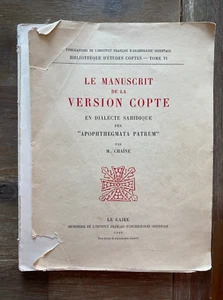 PUBLICATIONS DE L'INSTITUT FRANÇAIS D'ARCHÉOLOGIE ORIENTALE
BIBLIOTHÈQUE D'ÉTUDES COPTES — TOME VI
LE MANUSCRIT
DE LA
VERSION COPTE
EN DIALECTE SAHIDIQUE
DES
"APOPHTHEGMATA PATRUM"
PAR
M. CHAÎNE
LE CAIRE
IMPRIMERIE DE L'INSTITUT FRANÇAIS D'ARCHÉOLOGIE ORIENTALE